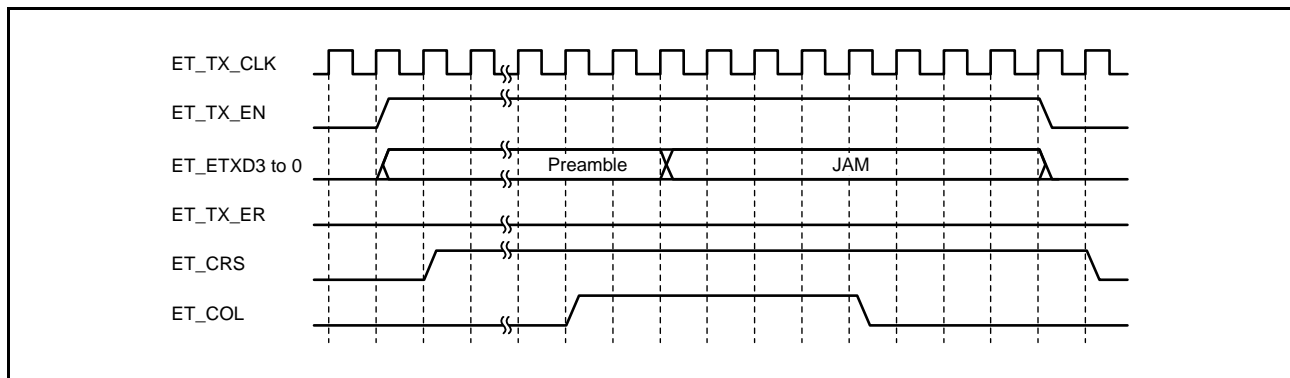 ET_TX_CLK
ET_TX_EN
ET_ETXD3 to 0
Preamble
JAM
ET_TX_ER
ET_CRS
ET_COL